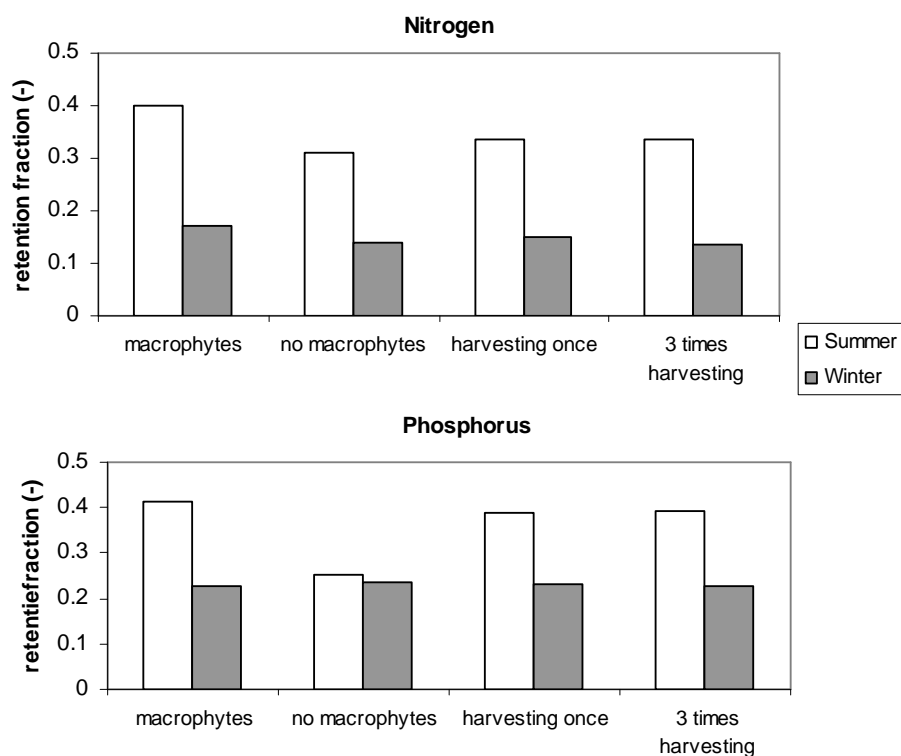 Nitrogen
retention fraction (-)
0.5
0.4
0.3
0.2
0.1
0
macrophytes
no macrophytes
harvesting once
3 times
harvesting
Summer
Winter
Phosphorus
retentiefraction (-)
0.5
0.4
0.3
0.2
0.1
0
macrophytes
no macrophytes
harvesting once
3 times
harvesting